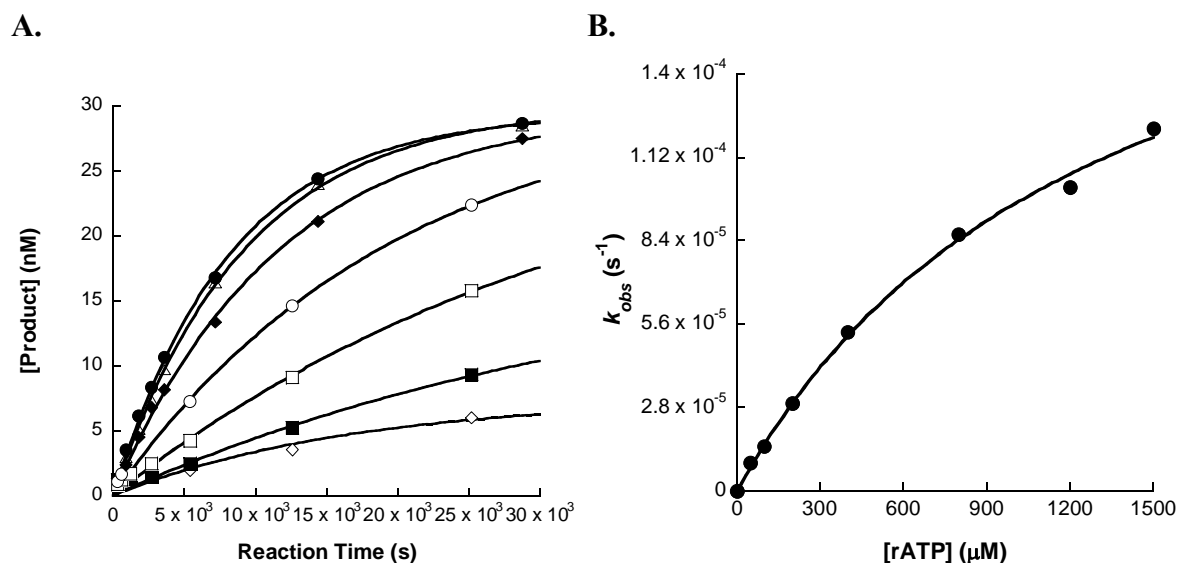 A.
[Product] (nM)
30
25
20
15
10
5
0
0 5 x 10³ 10 x 10³ 15 x 10³ 20 x 10³ 25 x 10³ 30 x 10³
Reaction Time (s)
B.
k_obs (s⁻¹)
1.4 x 10⁻⁴
1.12 x 10⁻⁴
8.4 x 10⁻⁵
5.6 x 10⁻⁵
2.8 x 10⁻⁵
0
0 300 600 900 1200 1500
[rATP] (μM)